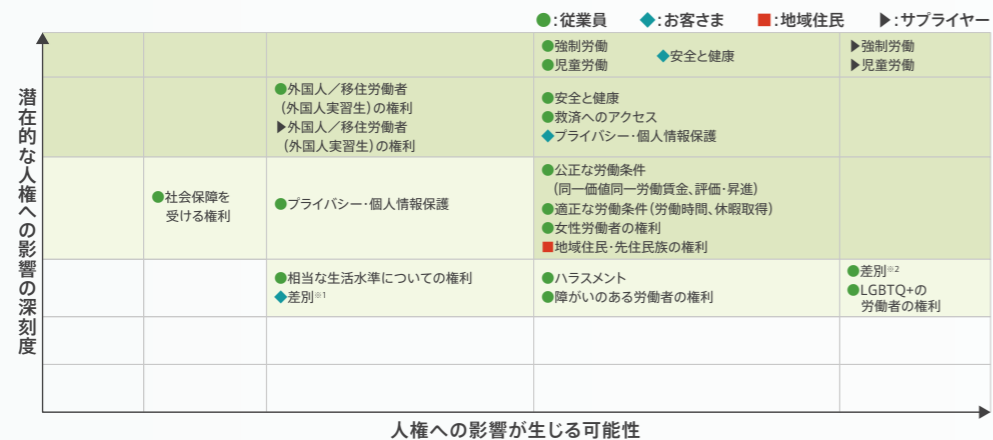 ●:従業員 ◆:お客さま ■:地域住民 ▶:サプライヤー
潜在的な人権への影響の深刻度
●強制労働
●児童労働
◆安全と健康
▶強制労働
▶児童労働
●外国人／移住労働者
(外国人実習生)の権利
▶外国人／移住労働者
(外国人実習生)の権利
●安全と健康
●救済へのアクセス
◆プライバシー・個人情報保護
●社会保障を
受ける権利
●プライバシー・個人情報保護
●公正な労働条件
(同一価値同一労働賃金、評価・昇進)
●適正な労働条件(労働時間、休暇取得)
●女性労働者の権利
■地域住民・先住民族の権利
●相当な生活水準についての権利
◆差別※1
●ハラスメント
●障がいのある労働者の権利
●差別※2
●LGBTQ+の
労働者の権利
人権への影響が生じる可能性